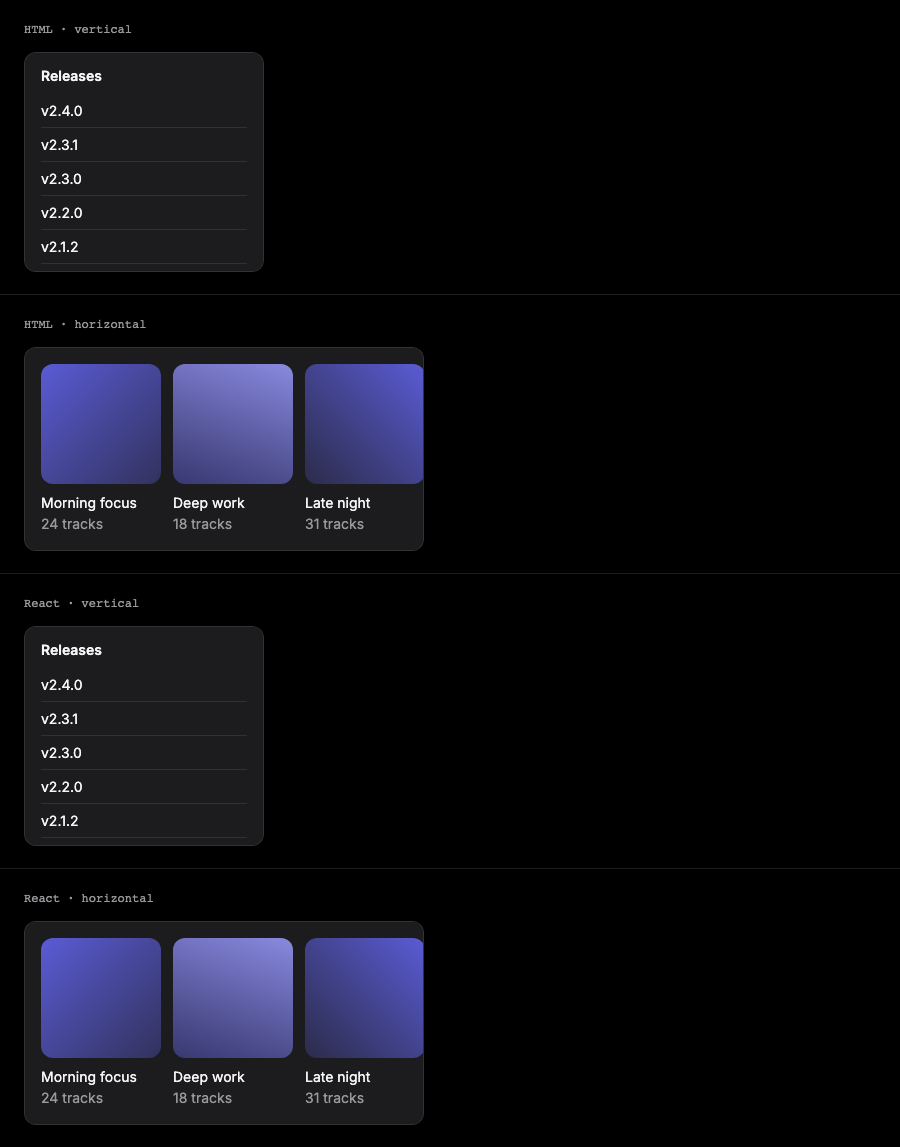 HTML · vertical
Releases
v2.4.0
v2.3.1
v2.3.0
v2.2.0
v2.1.2
HTML · horizontal
Morning focus
24 tracks
Deep work
18 tracks
Late night
31 tracks
React · vertical
Releases
v2.4.0
v2.3.1
v2.3.0
v2.2.0
v2.1.2
React · horizontal
Morning focus
24 tracks
Deep work
18 tracks
Late night
31 tracks